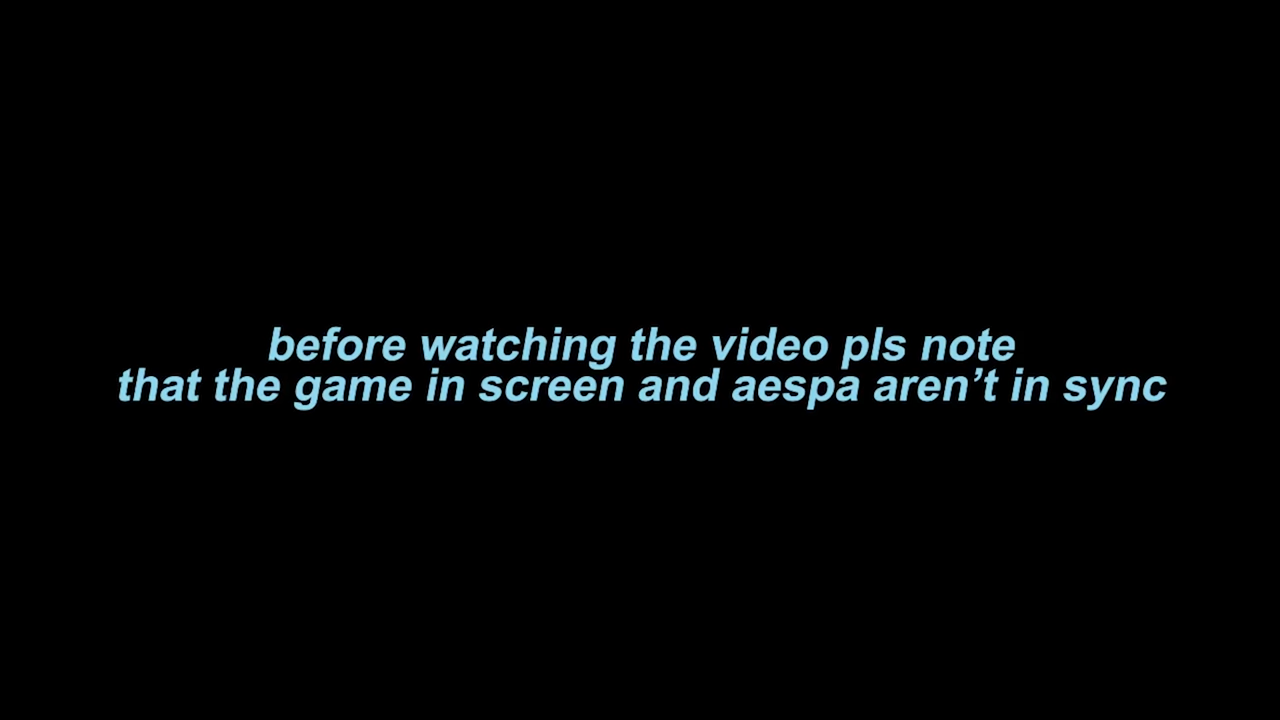 before watching the video pls note
that the game in screen and aespa aren’t in sync